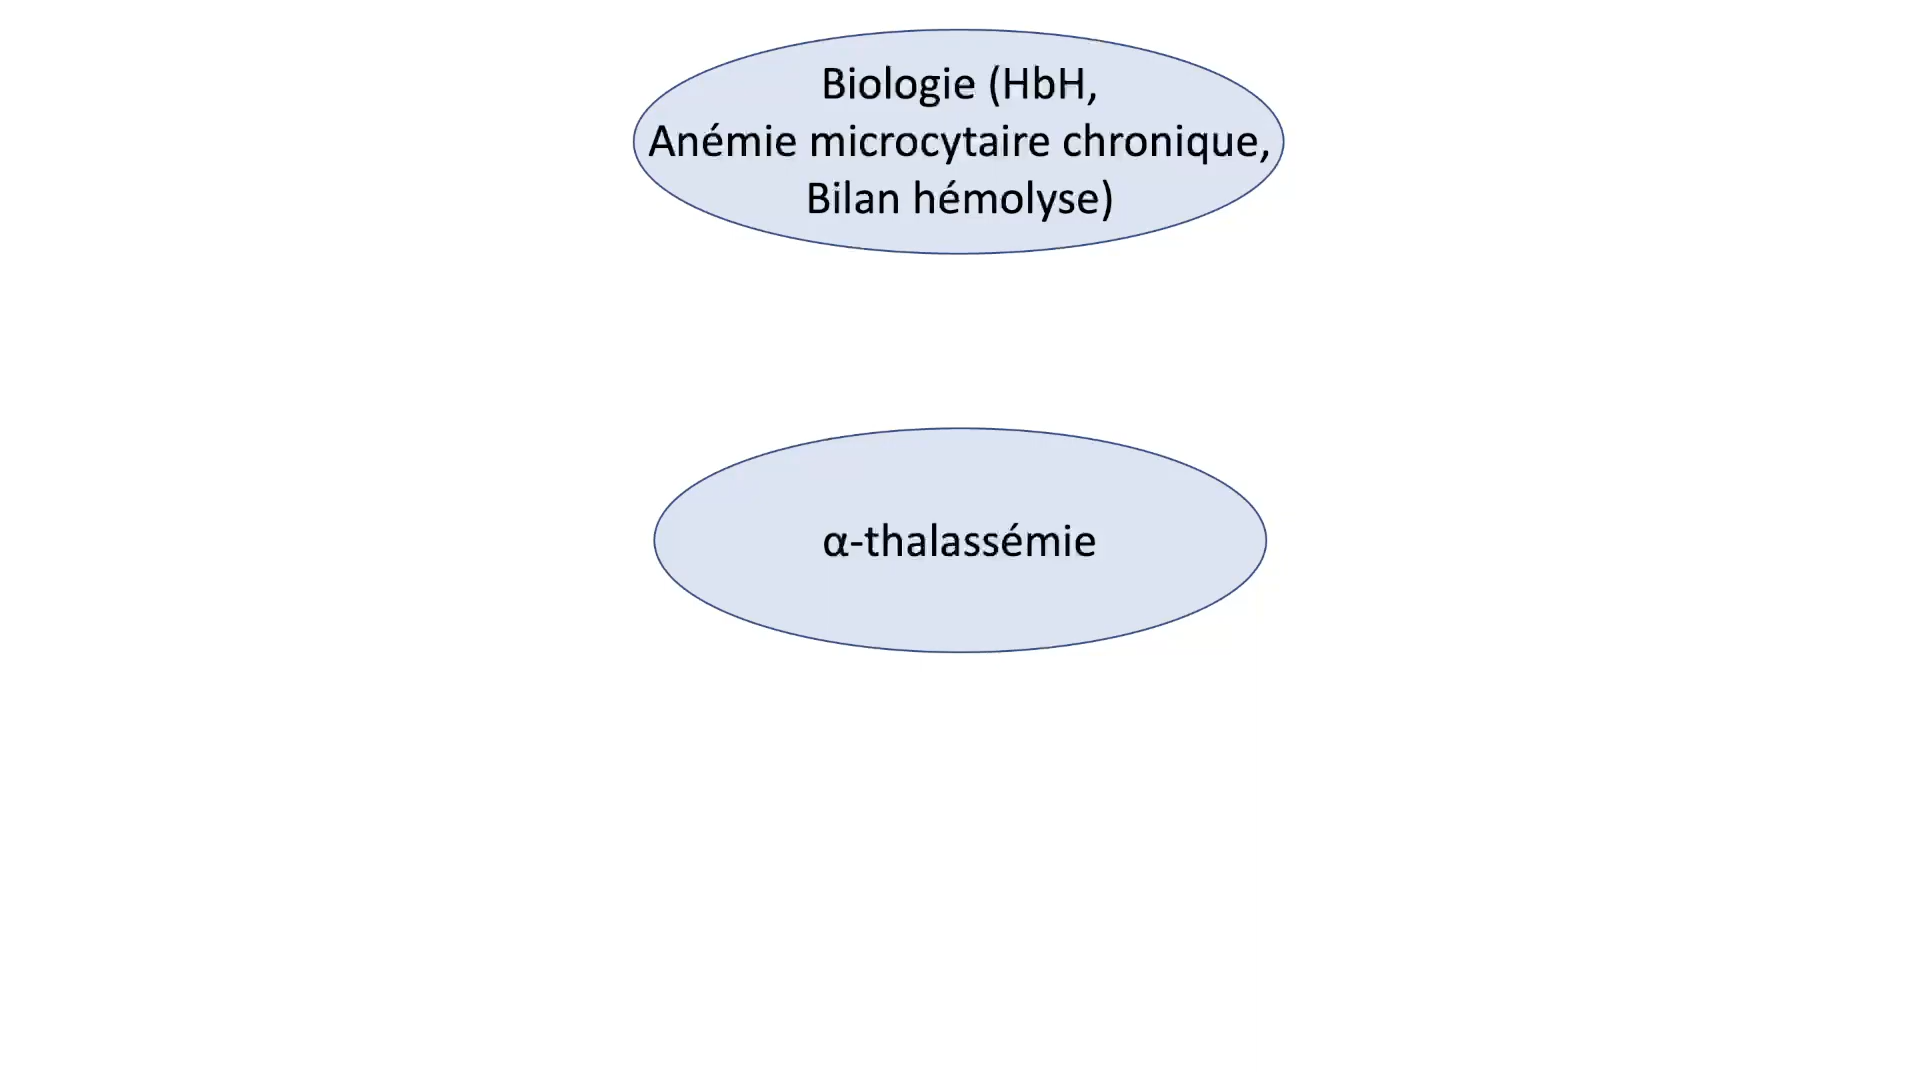 Biologie (HbH,
Anémie microcytaire chronique,
Bilan hémolyse)
α-thalassémie